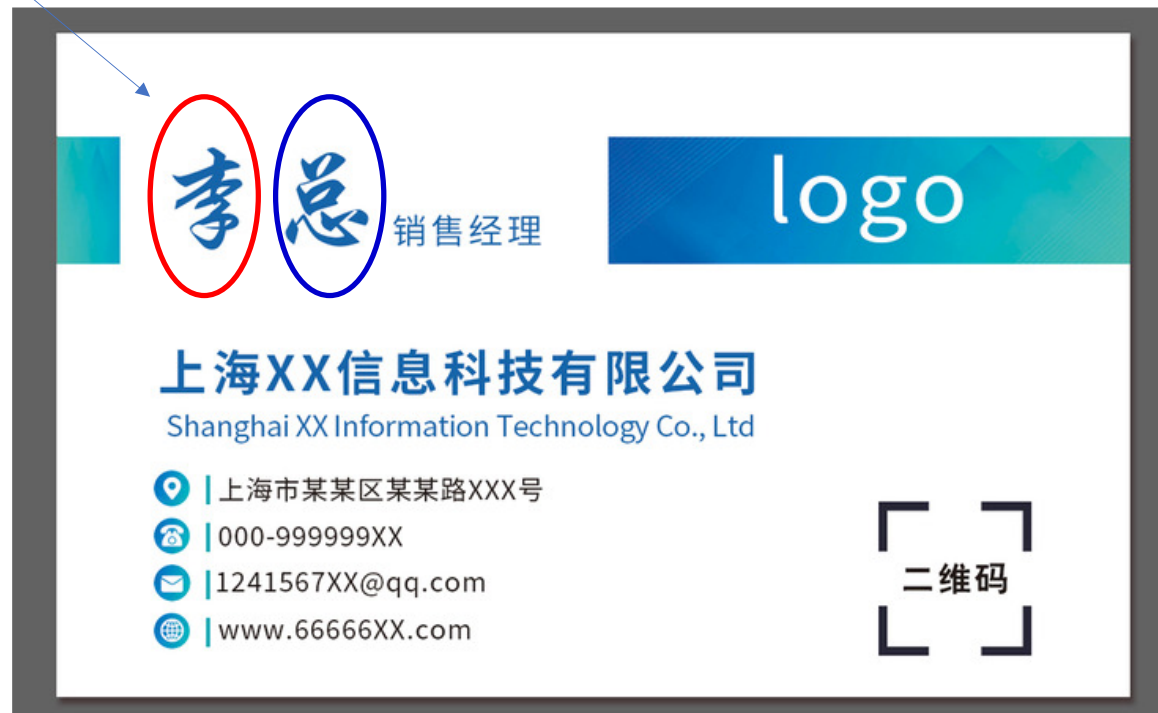 李总 销售经理
logo
上海XX信息科技有限公司
Shanghai XX Information Technology Co., Ltd
上海市某某区某某路XXX号
000-999999XX
1241567XX@qq.com
www.66666XX.com
二维码